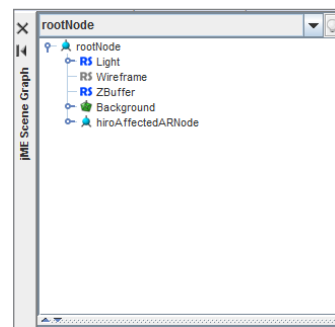 rootNode
rootNode
RS Light
RS Wireframe
RS ZBuffer
Background
hiroAffectedARNode
jME Scene Graph